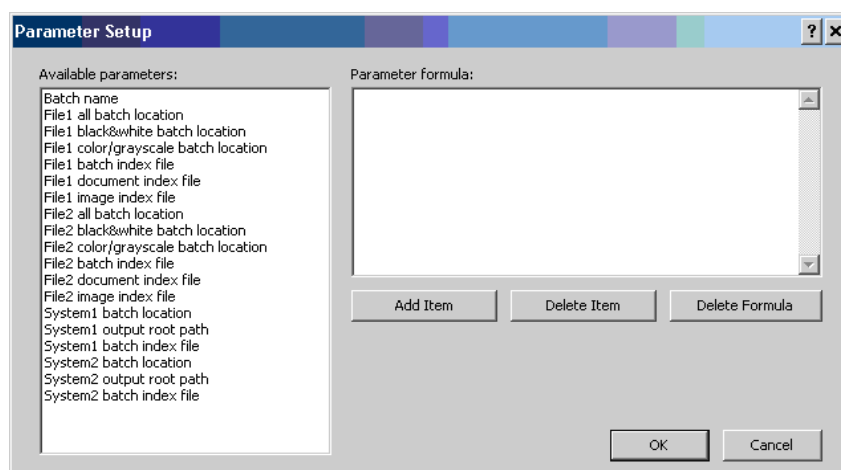 Parameter Setup
Available parameters:
Batch name
File1 all batch location
File1 black&white batch location
File1 color/grayscale batch location
File1 batch index file
File1 document index file
File1 image index file
File2 all batch location
File2 black&white batch location
File2 color/grayscale batch location
File2 batch index file
File2 document index file
File2 image index file
System1 batch location
System1 output root path
System1 batch index file
System2 batch location
System2 output root path
System2 batch index file
Parameter formula:
Add Item
Delete Item
Delete Formula
OK
Cancel